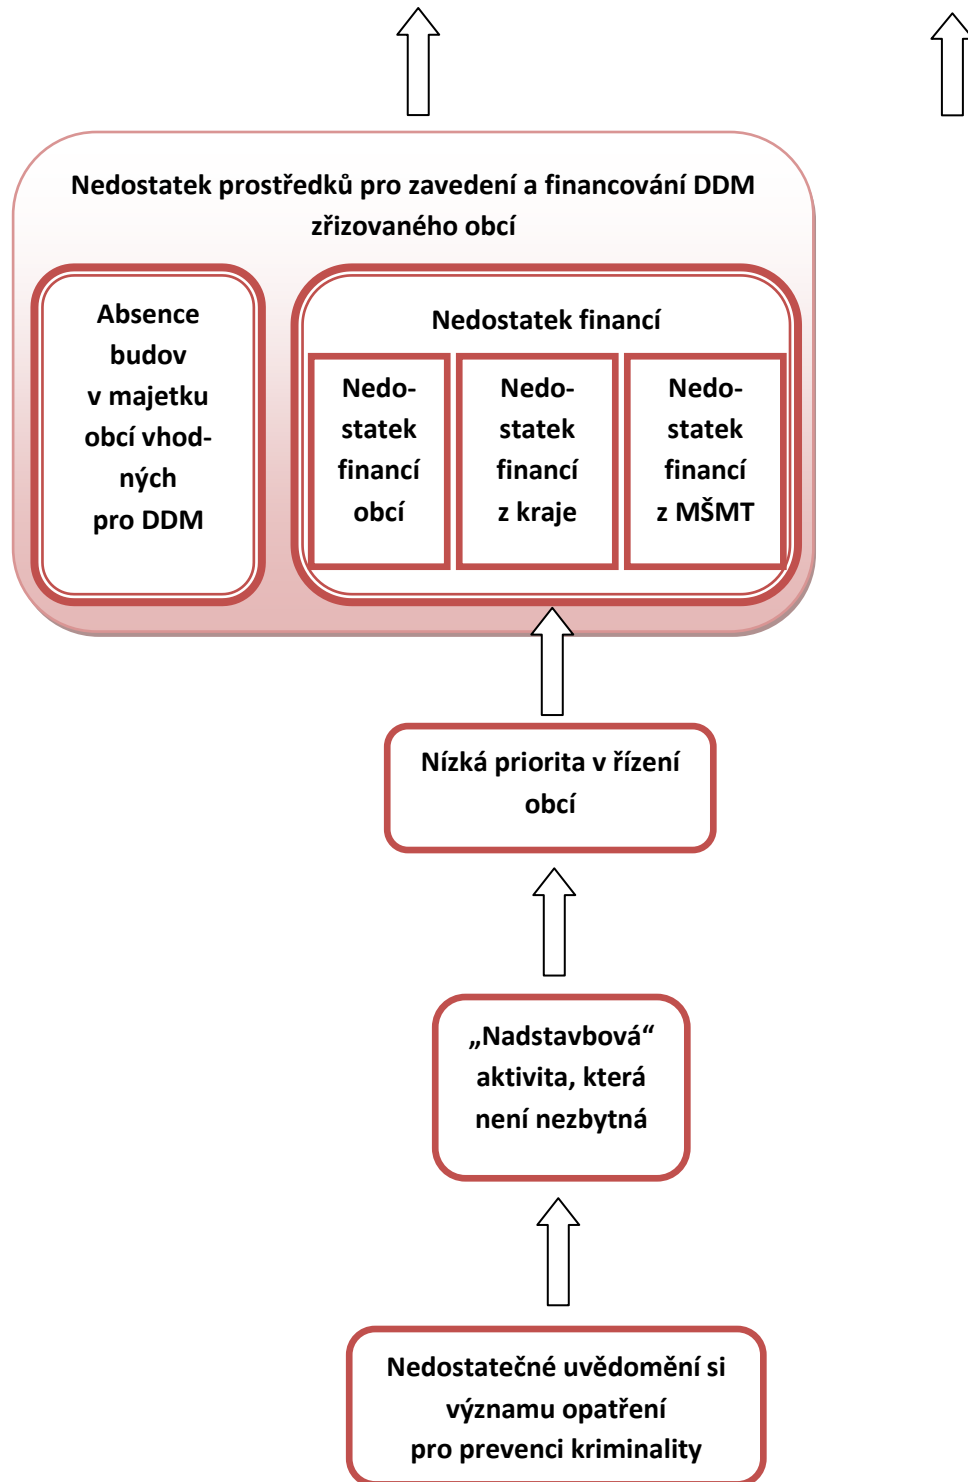 Nedostatek prostředků pro zavedení a financování DDM
zřizovaného obcí
Absence
budov
v majetku
obcí vhod-
ných
pro DDM
Nedostatek financí
Nedo-
statek
financí
obcí
Nedo-
statek
financí
z kraje
Nedo-
statek
financí
z MŠMT
Nízká priorita v řízení
obcí
„Nadstavbová“
aktivita, která
není nezbytná
Nedostatečné uvědomění si
významu opatření
pro prevenci kriminality